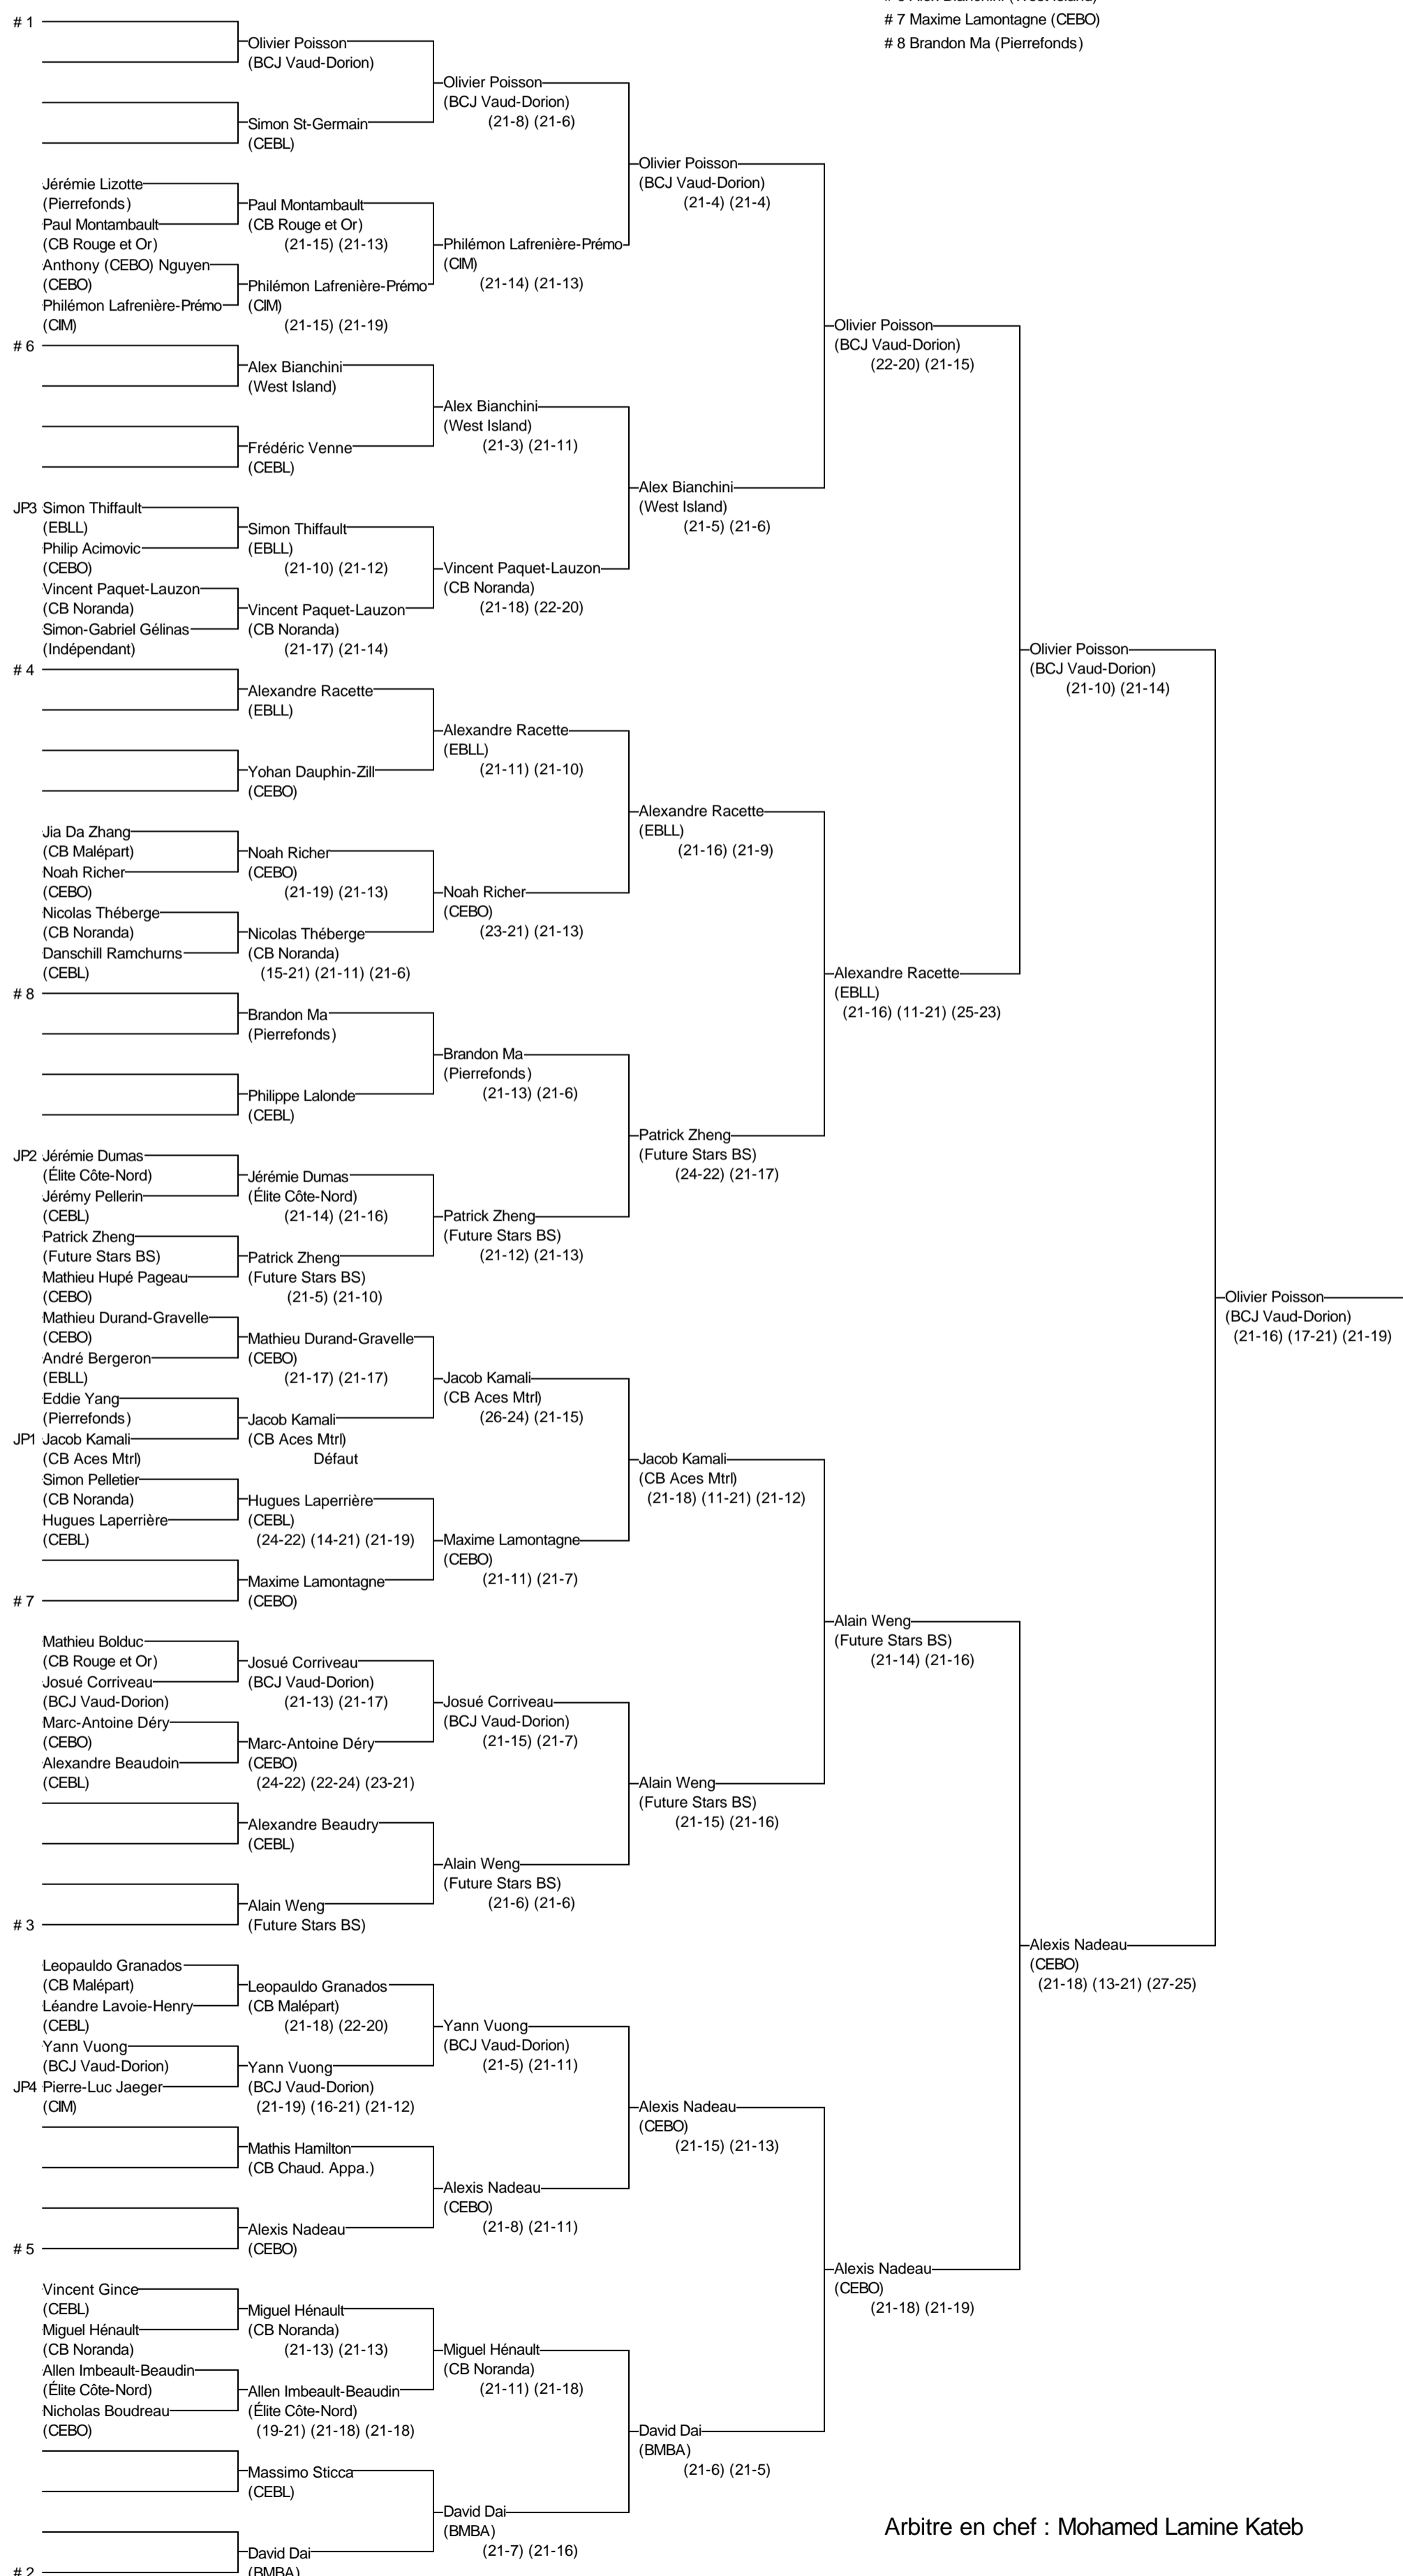 # 6 Alex Bianchini (West Island)
# 7 Maxime Lamontagne (CEBO)
# 8 Brandon Ma (Pierrefonds)
# 1
Olivier Poisson
(BCJ Vaud-Dorion)
Simon St-Germain
(CEBL)
Olivier Poisson
(BCJ Vaud-Dorion)
(21-8) (21-6)
Jérémie Lizotte
(Pierrefonds)
Paul Montambault
(CB Rouge et Or)
Anthony (CEBO) Nguyen
(CEBO)
Philémon Lafrenière-Prémo
(CIM)
Paul Montambault
(CB Rouge et Or)
(21-15) (21-13)
Philémon Lafrenière-Prémo
(CIM)
(21-15) (21-19)
Philémon Lafrenière-Prémo
(CIM)
(21-14) (21-13)
Olivier Poisson
(BCJ Vaud-Dorion)
(21-4) (21-4)
# 6
Alex Bianchini
(West Island)
Frédéric Venne
(CEBL)
Alex Bianchini
(West Island)
(21-3) (21-11)
JP3 Simon Thiffault
(EBLL)
Philip Acimovic
(CEBO)
Vincent Paquet-Lauzon
(CB Noranda)
Simon-Gabriel Gélinas
(Indépendant)
Simon Thiffault
(EBLL)
(21-10) (21-12)
Vincent Paquet-Lauzon
(CB Noranda)
(21-17) (21-14)
Vincent Paquet-Lauzon
(CB Noranda)
(21-18) (22-20)
Alex Bianchini
(West Island)
(21-5) (21-6)
Olivier Poisson
(BCJ Vaud-Dorion)
(22-20) (21-15)
# 4
Alexandre Racette
(EBLL)
Yohan Dauphin-Zill
(CEBO)
Alexandre Racette
(EBLL)
(21-11) (21-10)
Jia Da Zhang
(CB Malépart)
Noah Richer
(CEBO)
Nicolas Théberge
(CB Noranda)
Danschill Ramchurns
(CEBL)
Noah Richer
(CEBO)
(21-19) (21-13)
Nicolas Théberge
(CB Noranda)
(15-21) (21-11) (21-6)
Noah Richer
(CEBO)
(23-21) (21-13)
Alexandre Racette
(EBLL)
(21-16) (21-9)
# 8
Brandon Ma
(Pierrefonds)
Philippe Lalonde
(CEBL)
Brandon Ma
(Pierrefonds)
(21-13) (21-6)
JP2 Jérémie Dumas
(Élite Côte-Nord)
Jérémy Pellerin
(CEBL)
Patrick Zheng
(Future Stars BS)
Mathieu Hupé Pageau
(CEBO)
Jérémie Dumas
(Élite Côte-Nord)
(21-14) (21-16)
Patrick Zheng
(Future Stars BS)
(21-5) (21-10)
Patrick Zheng
(Future Stars BS)
(21-12) (21-13)
Patrick Zheng
(Future Stars BS)
(24-22) (21-17)
Alexandre Racette
(EBLL)
(21-16) (11-21) (25-23)
Olivier Poisson
(BCJ Vaud-Dorion)
(21-10) (21-14)
Mathieu Durand-Gravelle
(CEBO)
André Bergeron
(EBLL)
Eddie Yang
(Pierrefonds)
JP1 Jacob Kamali
(CB Aces Mtrl)
Mathieu Durand-Gravelle
(CEBO)
(21-17) (21-17)
Jacob Kamali
(CB Aces Mtrl)
Défaut
Jacob Kamali
(CB Aces Mtrl)
(26-24) (21-15)
Simon Pelletier
(CB Noranda)
Hugues Laperrière
(CEBL)
# 7
Hugues Laperrière
(CEBL)
(24-22) (14-21) (21-19)
Maxime Lamontagne
(CEBO)
Maxime Lamontagne
(CEBO)
(21-11) (21-7)
Jacob Kamali
(CB Aces Mtrl)
(21-18) (11-21) (21-12)
Mathieu Bolduc
(CB Rouge et Or)
Josué Corriveau
(BCJ Vaud-Dorion)
Marc-Antoine Déry
(CEBO)
Alexandre Beaudoin
(CEBL)
Josué Corriveau
(BCJ Vaud-Dorion)
(21-13) (21-17)
Marc-Antoine Déry
(CEBO)
(24-22) (22-24) (23-21)
Josué Corriveau
(BCJ Vaud-Dorion)
(21-15) (21-7)
# 3
Alexandre Beaudry
(CEBL)
Alain Weng
(Future Stars BS)
Alain Weng
(Future Stars BS)
(21-6) (21-6)
Alain Weng
(Future Stars BS)
(21-15) (21-16)
Alain Weng
(Future Stars BS)
(21-14) (21-16)
Leopauldo Granados
(CB Malépart)
Léandre Lavoie-Henry
(CEBL)
Yann Vuong
(BCJ Vaud-Dorion)
JP4 Pierre-Luc Jaeger
(CIM)
Leopauldo Granados
(CB Malépart)
(21-18) (22-20)
Yann Vuong
(BCJ Vaud-Dorion)
(21-19) (16-21) (21-12)
Yann Vuong
(BCJ Vaud-Dorion)
(21-5) (21-11)
# 5
Mathis Hamilton
(CB Chaud. Appa.)
Alexis Nadeau
(CEBO)
Alexis Nadeau
(CEBO)
(21-8) (21-11)
Alexis Nadeau
(CEBO)
(21-15) (21-13)
Vincent Gince
(CEBL)
Miguel Hénault
(CB Noranda)
Allen Imbeault-Beaudin
(Élite Côte-Nord)
Nicholas Boudreau
(CEBO)
Miguel Hénault
(CB Noranda)
(21-13) (21-13)
Allen Imbeault-Beaudin
(Élite Côte-Nord)
(19-21) (21-18) (21-18)
Miguel Hénault
(CB Noranda)
(21-11) (21-18)
# 2
Massimo Sticca
(CEBL)
David Dai
(BMBA)
David Dai
(BMBA)
(21-7) (21-16)
David Dai
(BMBA)
(21-6) (21-5)
Alexis Nadeau
(CEBO)
(21-18) (21-19)
Alexis Nadeau
(CEBO)
(21-18) (13-21) (27-25)
Olivier Poisson
(BCJ Vaud-Dorion)
(21-16) (17-21) (21-19)
Arbitre en chef : Mohamed Lamine Kateb